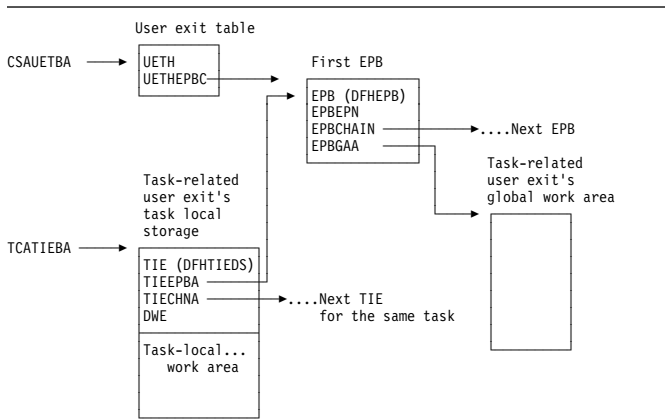 User exit table
CSAUETBA
UETH
UETHEPBC
First EPB
EPB (DFHEPB)
EPBEPN
EPBCHAIN
EPBGAA
....Next EPB
Task-related
user exit's
global work area
Task-related
user exit's
task local
storage
TCATIEBA
TIE (DFHTIEDS)
TIEEPBA
TIECHNA
DWE
....Next TIE
for the same task
Task-local...
work area